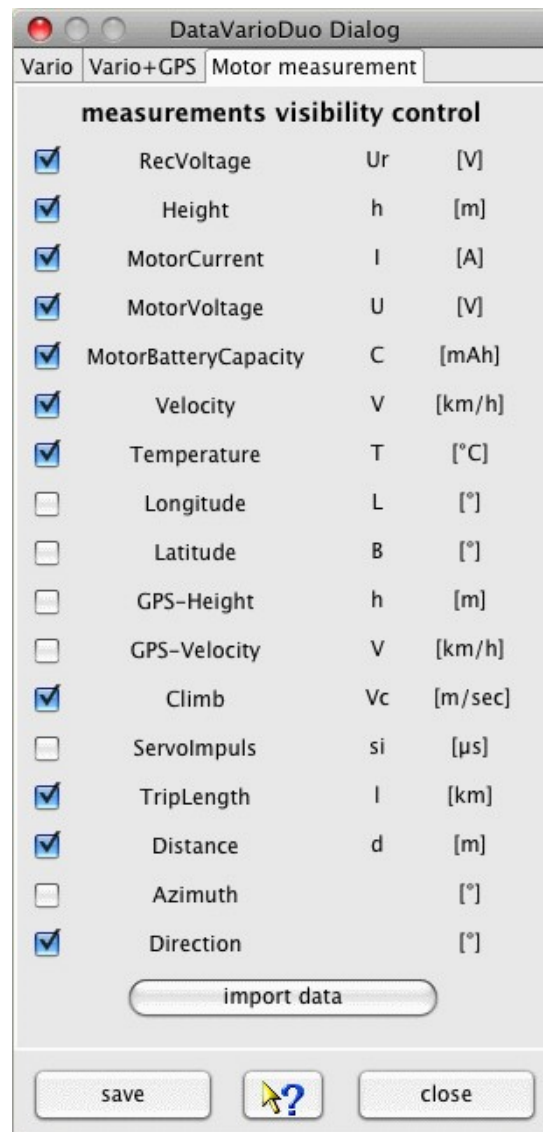 DataVarioDuo Dialog
Vario Vario+GPS Motor measurement
measurements visibility control
RecVoltage Ur [V]
Height h [m]
MotorCurrent I [A]
MotorVoltage U [V]
MotorBatteryCapacity C [mAh]
Velocity V [km/h]
Temperature T [°C]
Longitude L [°]
Latitude B [°]
GPS-Height h [m]
GPS-Velocity V [km/h]
Climb Vc [m/sec]
ServoImpuls si [µs]
TripLength l [km]
Distance d [m]
Azimuth [°]
Direction [°]
import data
save ? close